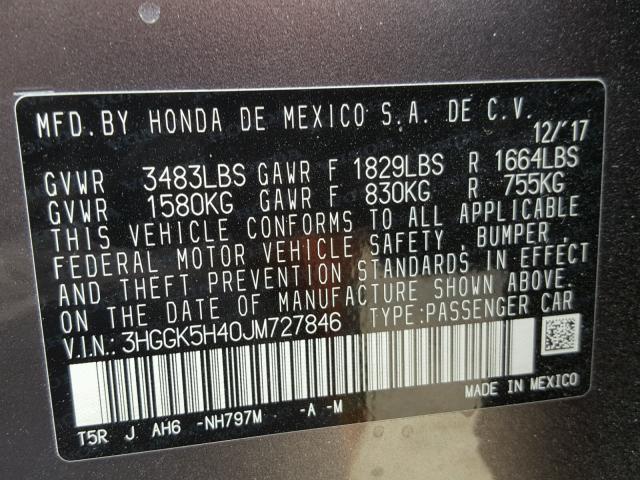 MFD.BY HONDA DE MEXICO S.A. DE C.V.
12/'17
GVWR 3483LBS GAWR F 1829LBS R 1664LBS
GVWR 1580KG GAWR F 830KG R 755KG
THIS VEHICLE CONFORMS TO ALL APPLICABLE
FEDERAL MOTOR VEHICLE SAFETY, BUMPER,
AND THEFT PREVENTION STANDARDS IN EFFECT
ON THE DATE OF MANUFACTURE SHOWN ABOVE.
V.I.N.: 3HGGK5H40JM727846 TYPE:PASSENGER CAR
MADE IN MEXICO
T5R J AH6 -NH797M -A -M